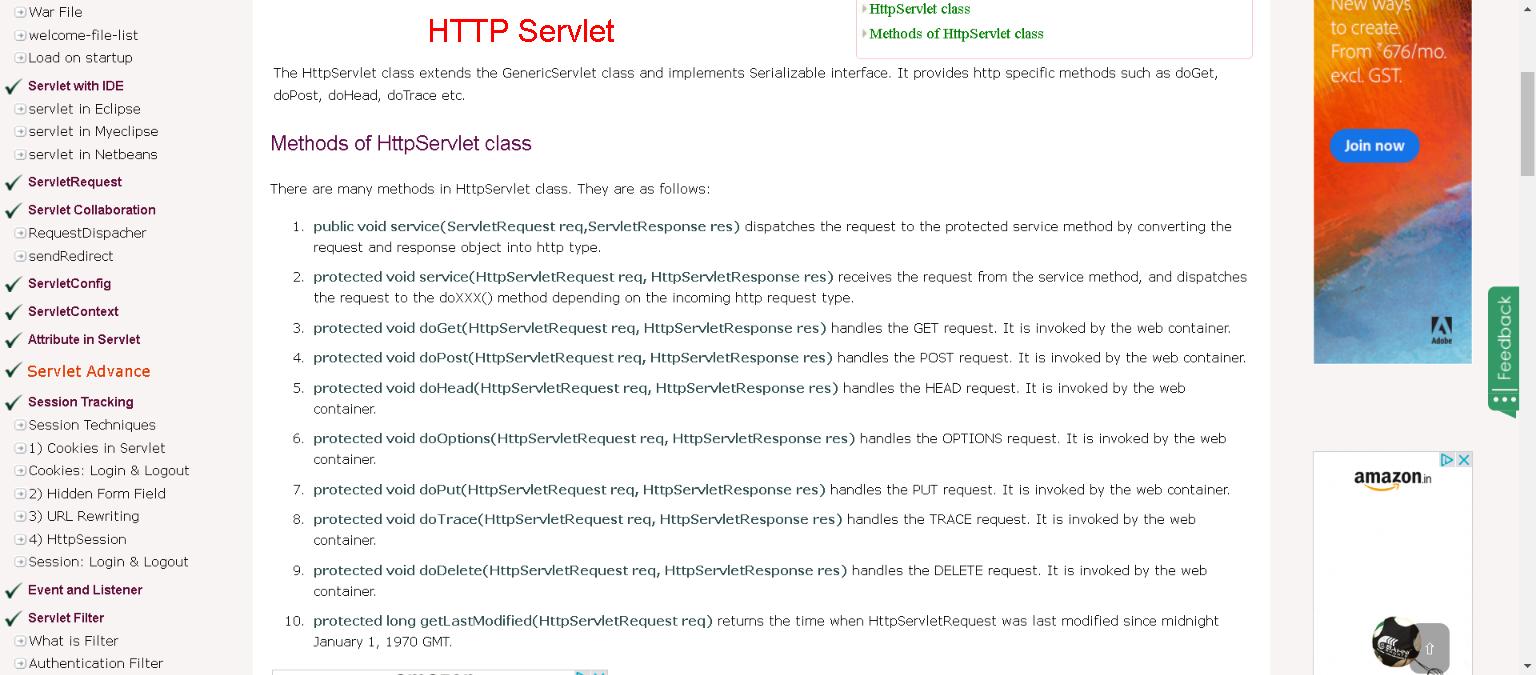 War File
welcome-file-list
Load on startup
Servlet with IDE
servlet in Eclipse
servlet in Myeclipse
servlet in Netbeans
ServletRequest
Servlet Collaboration
RequestDispacher
sendRedirect
ServletConfig
ServletContext
Attribute in Servlet
Servlet Advance
Session Tracking
Session Techniques
1) Cookies in Servlet
Cookies: Login & Logout
2) Hidden Form Field
3) URL Rewriting
4) HttpSession
Session: Login & Logout
Event and Listener
Servlet Filter
What is Filter
Authentication Filter
HTTP Servlet
HttpServlet class
Methods of HttpServlet class
The HttpServlet class extends the GenericServlet class and implements Serializable interface. It provides http specific methods such as doGet,
doPost, doHead, doTrace etc.
Methods of HttpServlet class
There are many methods in HttpServlet class. They are as follows:
1. public void service(ServletRequest req,ServletResponse res) dispatches the request to the protected service method by converting the
request and response object into http type.
2. protected void service(HttpServletRequest req, HttpServletResponse res) receives the request from the service method, and dispatches
the request to the doXXX() method depending on the incoming http request type.
3. protected void doGet(HttpServletRequest req, HttpServletResponse res) handles the GET request. It is invoked by the web container.
4. protected void doPost(HttpServletRequest req, HttpServletResponse res) handles the POST request. It is invoked by the web container.
5. protected void doHead(HttpServletRequest req, HttpServletResponse res) handles the HEAD request. It is invoked by the web
container.
6. protected void doOptions(HttpServletRequest req, HttpServletResponse res) handles the OPTIONS request. It is invoked by the web
container.
7. protected void doPut(HttpServletRequest req, HttpServletResponse res) handles the PUT request. It is invoked by the web container.
8. protected void doTrace(HttpServletRequest req, HttpServletResponse res) handles the TRACE request. It is invoked by the web
container.
9. protected void doDelete(HttpServletRequest req, HttpServletResponse res) handles the DELETE request. It is invoked by the web
container.
10. protected long getLastModified(HttpServletRequest req) returns the time when HttpServletRequest was last modified since midnight
January 1, 1970 GMT.
New ways
to create.
From ₹676/mo.
excl. GST.
Join now
Adobe
Feedback
amazon.in